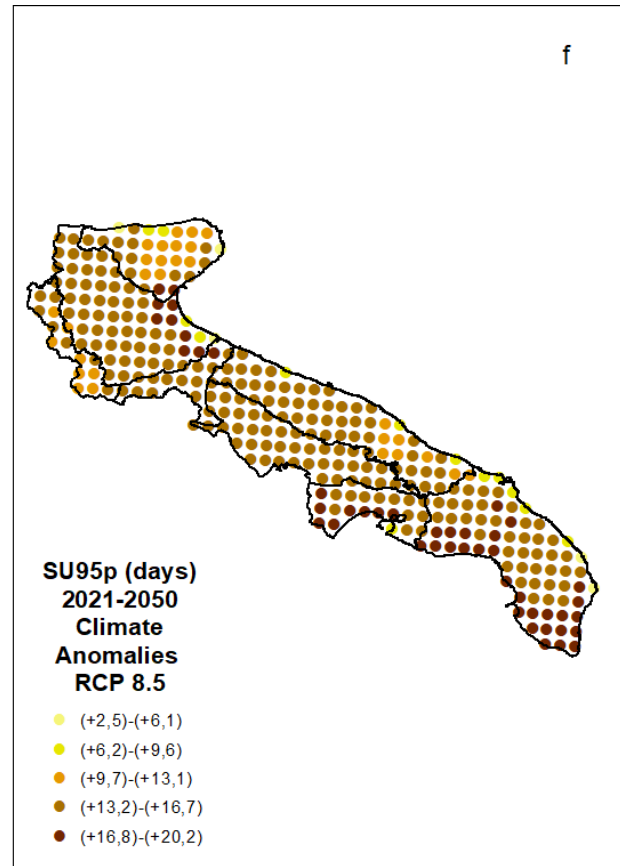 f
SU95p (days)
2021-2050
Climate
Anomalies
RCP 8.5
(+2,5)-(+6,1)
(+6,2)-(+9,6)
(+9,7)-(+13,1)
(+13,2)-(+16,7)
(+16,8)-(+20,2)